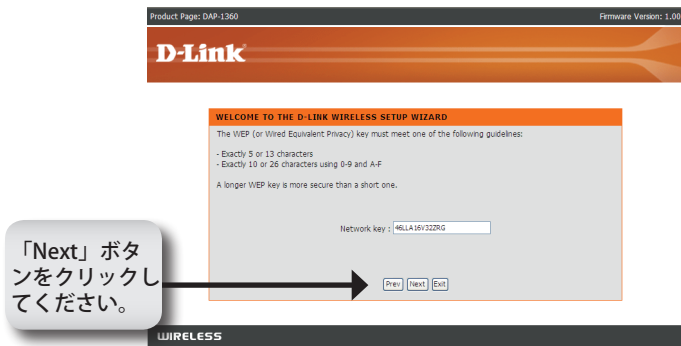 Product Page: DAP-1360
Firmware Version: 1.00
D-Link
WELCOME TO THE D-LINK WIRELESS SETUP WIZARD
The WEP (or Wired Equivalent Privacy) key must meet one of the following guidelines:
- Exactly 5 or 13 characters
- Exactly 10 or 26 characters using 0-9 and A-F
A longer WEP key is more secure than a short one.
Network key : 46LLA16V32ZRG
「Next」ボタ
ンをクリックし
てください。
Prev Next Exit
WIRELESS